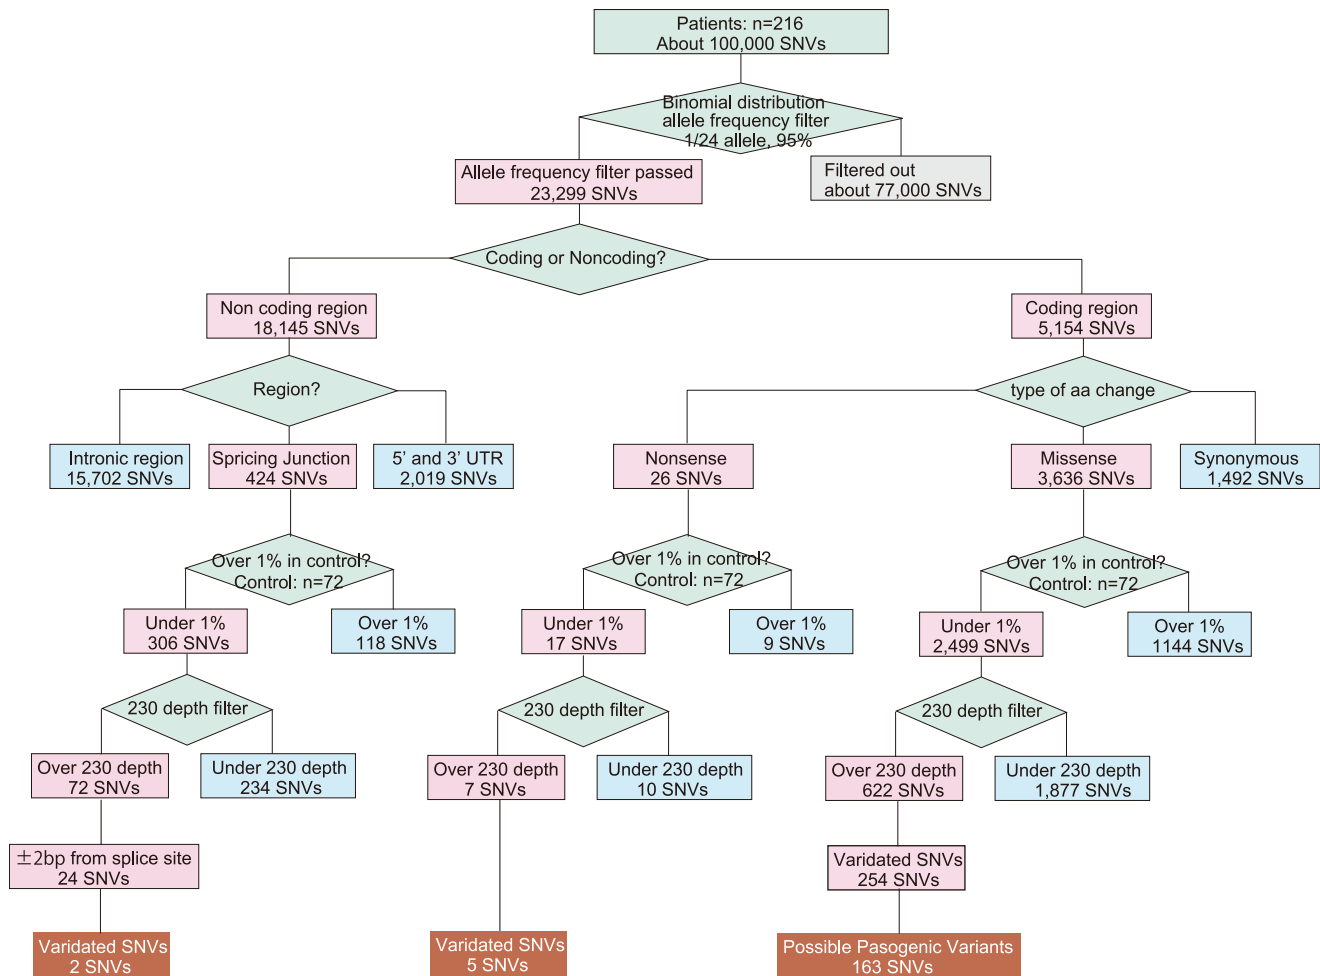 Patients: n=216
About 100,000 SNVs
Binomial distribution
allele frequency filter
1/24 allele, 95%
Allele frequency filter passed
23,299 SNVs
Filtered out
about 77,000 SNVs
Coding or Noncoding?
Non coding region
18,145 SNVs
Coding region
5,154 SNVs
Region?
type of aa change
Intronic region
15,702 SNVs
Spricing Junction
424 SNVs
5’ and 3’ UTR
2,019 SNVs
Nonsense
26 SNVs
Missense
3,636 SNVs
Synonymous
1,492 SNVs
Over 1% in control?
Control: n=72
Over 1% in control?
Control: n=72
Over 1% in control?
Control: n=72
Under 1%
306 SNVs
Over 1%
118 SNVs
Under 1%
17 SNVs
Over 1%
9 SNVs
Under 1%
2,499 SNVs
Over 1%
1144 SNVs
230 depth filter
230 depth filter
230 depth filter
Over 230 depth
72 SNVs
Under 230 depth
234 SNVs
Over 230 depth
7 SNVs
Under 230 depth
10 SNVs
Over 230 depth
622 SNVs
Under 230 depth
1,877 SNVs
±2bp from splice site
24 SNVs
Varidated SNVs
254 SNVs
Varidated SNVs
2 SNVs
Varidated SNVs
5 SNVs
Possible Pasogenic Variants
163 SNVs